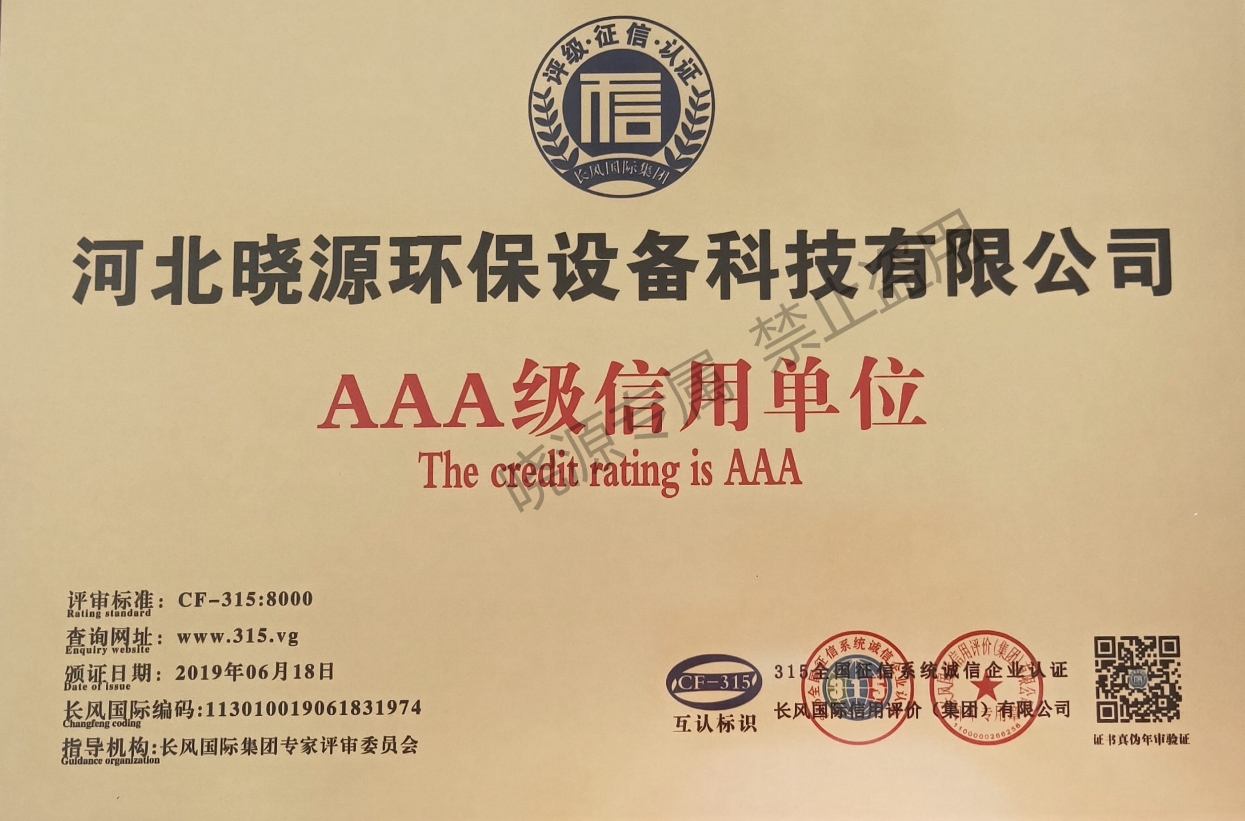 评级·征信·认证
信
长风国际集团
河北晓源环保设备科技有限公司
AAA级信用单位
The credit rating is AAA
晓源专属 禁止盗用
评审标准：CF-315:8000
Rating standard
查询网址：www.315.vg
Enquiry website
颁证日期：2019年06月18日
Date of issue
长风国际编码:113010019061831974
Changfeng coding
指导机构:长风国际集团专家评审委员会
Guidance organization
CF-315
互认标识
315全国征信系统诚信企业认证
长风国际信用评价（集团）有限公司
315
1100000266256
证书真伪年审验证